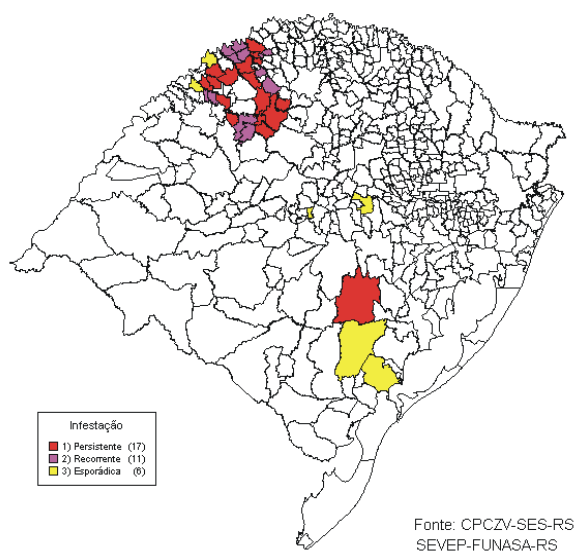 Infestação
1) Persistente (17)
2) Recorrente (11)
3) Esporádica (6)
Fonte: CPCZV-SES-RS
SEVEP-FUNASA-RS